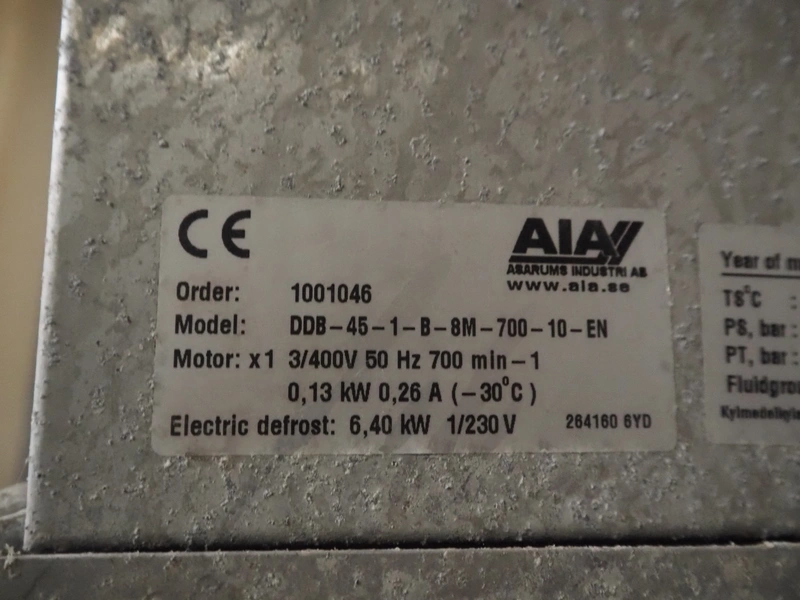 CE
AIA
ASARUMS INDUSTRI AB
www.aia.se
Order: 1001046
Model: DDB-45-1-B-8M-700-10-EN
Motor: x1 3/400V 50 Hz 700 min-1
0,13 kW 0,26 A (-30°C)
Electric defrost: 6,40 kW 1/230V
264160 6YD
Year of
TS°C :
PS, bar :
PT, bar :